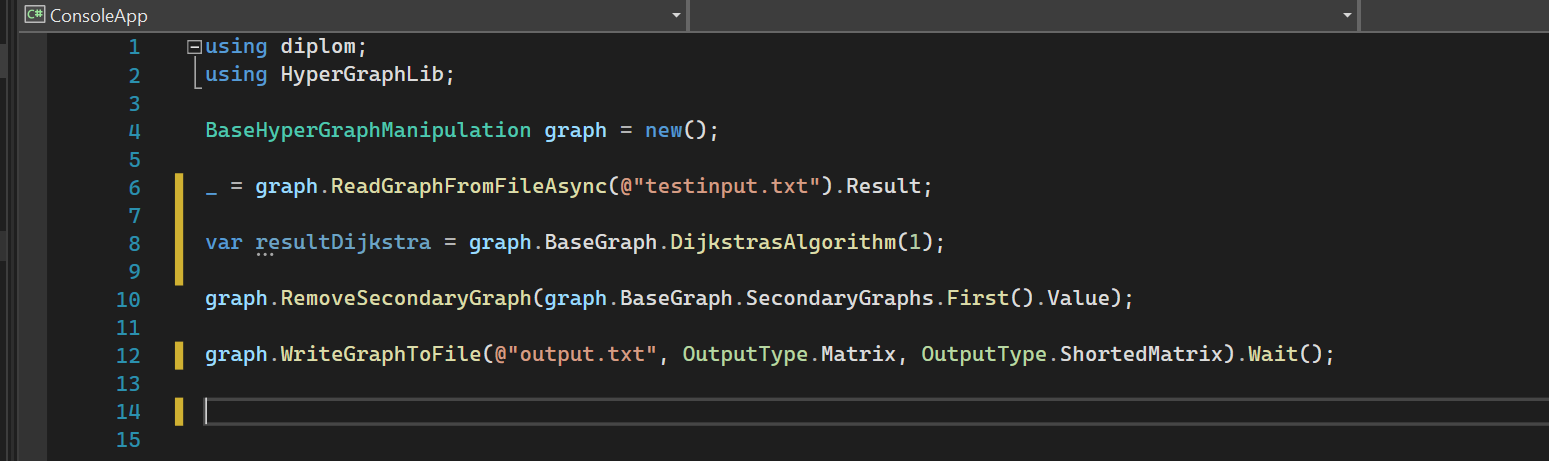 C# ConsoleApp
1 using diplom;
2 using HyperGraphLib;
3
4 BaseHyperGraphManipulation graph = new();
5
6 _ = graph.ReadGraphFromFileAsync(@"testinput.txt").Result;
7
8 var resultDijkstra = graph.BaseGraph.DijkstrasAlgorithm(1);
9
10 graph.RemoveSecondaryGraph(graph.BaseGraph.SecondaryGraphs.First().Value);
11
12 graph.WriteGraphToFile(@"output.txt", OutputType.Matrix, OutputType.ShortedMatrix).Wait();
13
14
15